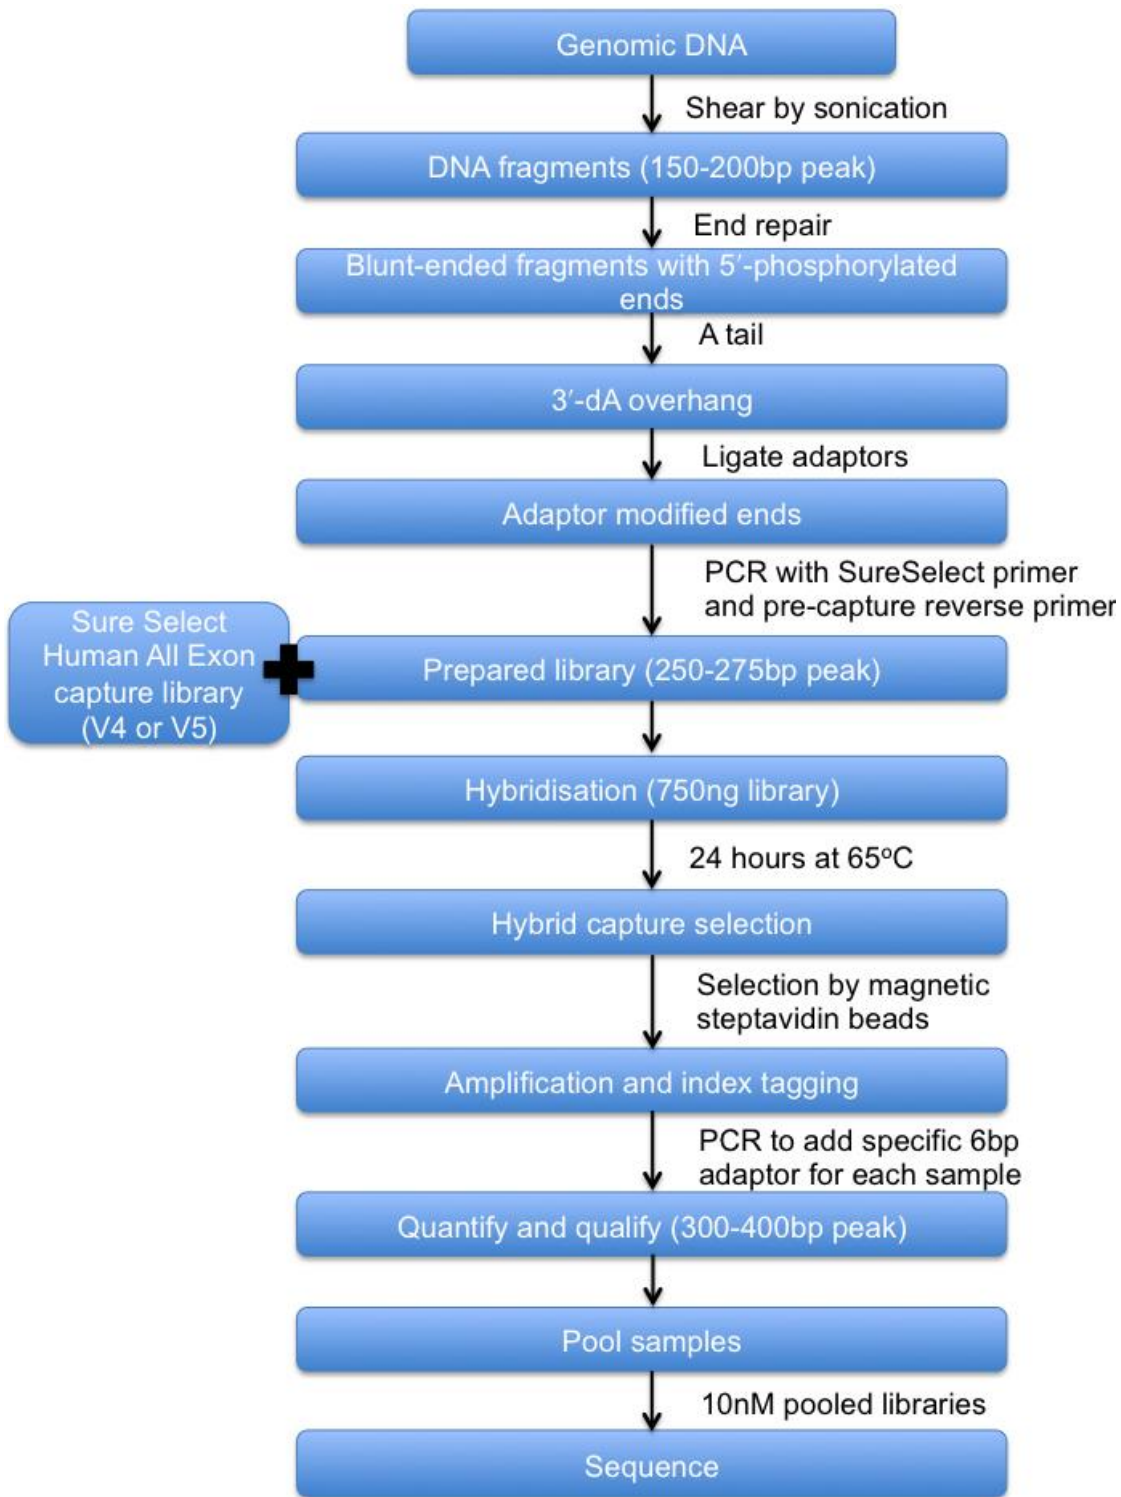 Genomic DNA
Shear by sonication
DNA fragments (150-200bp peak)
End repair
Blunt-ended fragments with 5′-phosphorylated
ends
A tail
3′-dA overhang
Ligate adaptors
Adaptor modified ends
PCR with SureSelect primer
and pre-capture reverse primer
Sure Select
Human All Exon
capture library
(V4 or V5)
Prepared library (250-275bp peak)
Hybridisation (750ng library)
24 hours at 65°C
Hybrid capture selection
Selection by magnetic
steptavidin beads
Amplification and index tagging
PCR to add specific 6bp
adaptor for each sample
Quantify and qualify (300-400bp peak)
Pool samples
10nM pooled libraries
Sequence